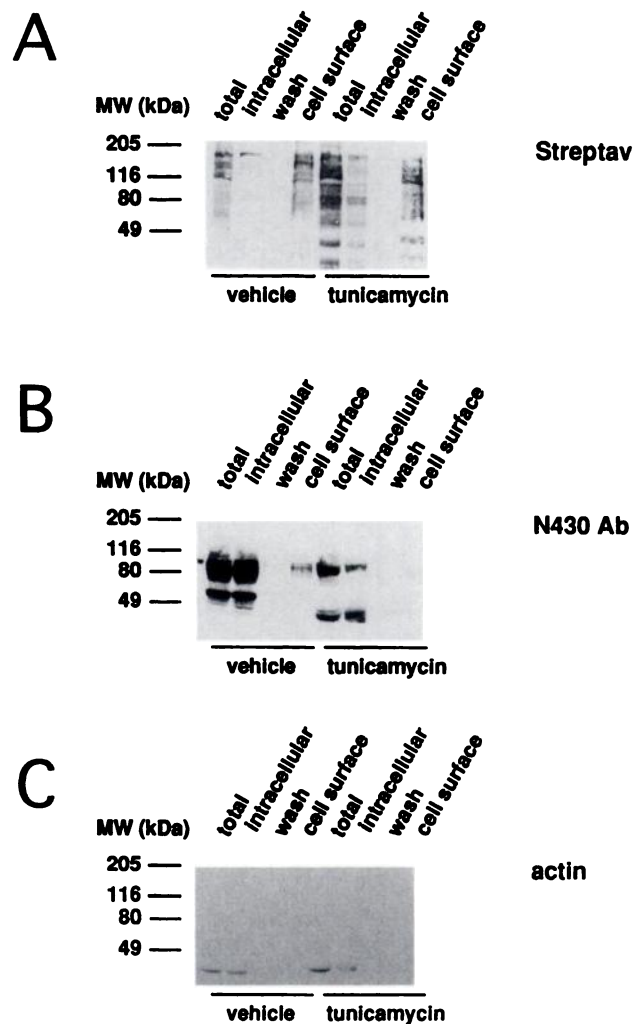 A
total intracellular wash cell surface total intracellular wash cell surface
MW (kDa)
205
116
80
49
Streptav
vehicle tunicamycin
B
total intracellular wash cell surface total intracellular wash cell surface
MW (kDa)
205
116
80
49
N430 Ab
vehicle tunicamycin
C
total intracellular wash cell surface total intracellular wash cell surface
MW (kDa)
205
116
80
49
actin
vehicle tunicamycin